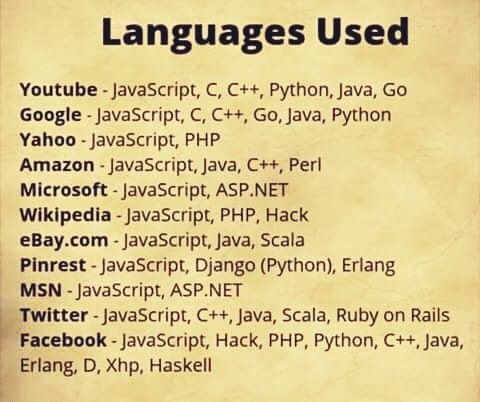 Languages Used
Youtube - JavaScript, C, C++, Python, Java, Go
Google - JavaScript, C, C++, Go, Java, Python
Yahoo - JavaScript, PHP
Amazon - JavaScript, Java, C++, Perl
Microsoft - JavaScript, ASP.NET
Wikipedia - JavaScript, PHP, Hack
eBay.com - JavaScript, Java, Scala
Pinrest - JavaScript, Django (Python), Erlang
MSN - JavaScript, ASP.NET
Twitter - JavaScript, C++, Java, Scala, Ruby on Rails
Facebook - JavaScript, Hack, PHP, Python, C++, Java,
Erlang, D, Xhp, Haskell